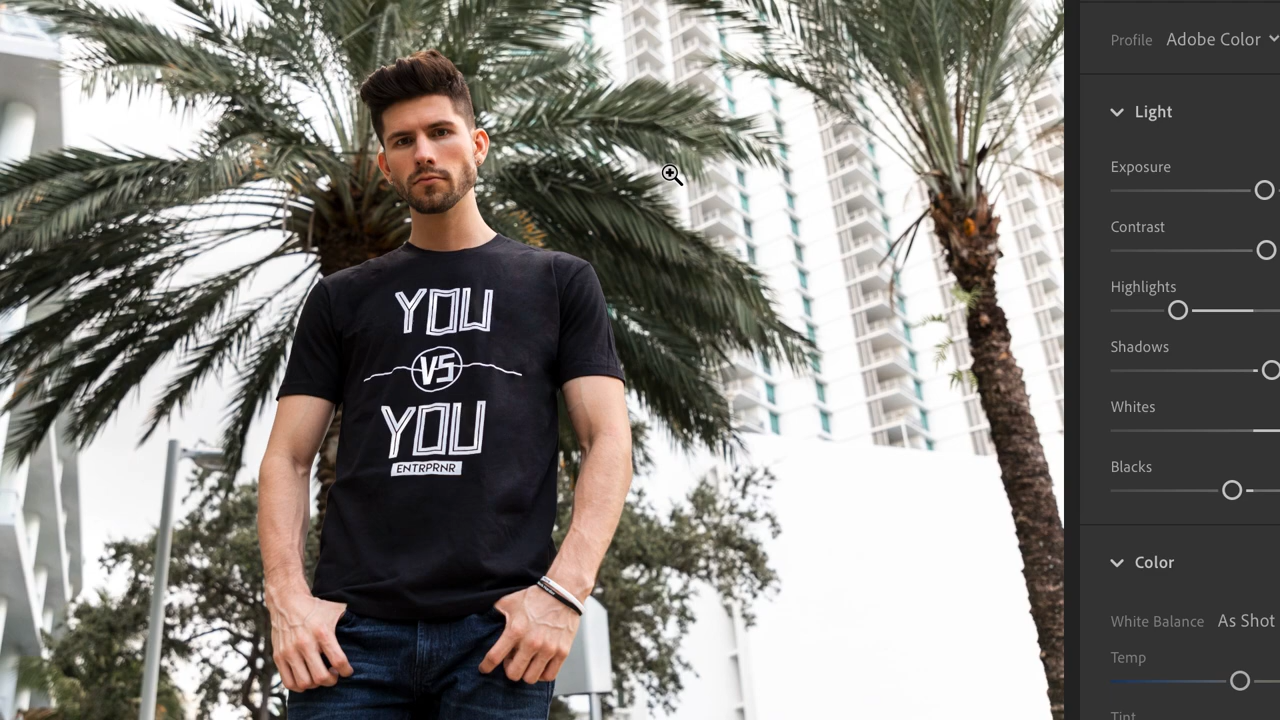 YOU
VS
YOU
ENTRPRNR
Profile Adobe Color
Light
Exposure
Contrast
Highlights
Shadows
Whites
Blacks
Color
White Balance As Shot
Temp
Tint